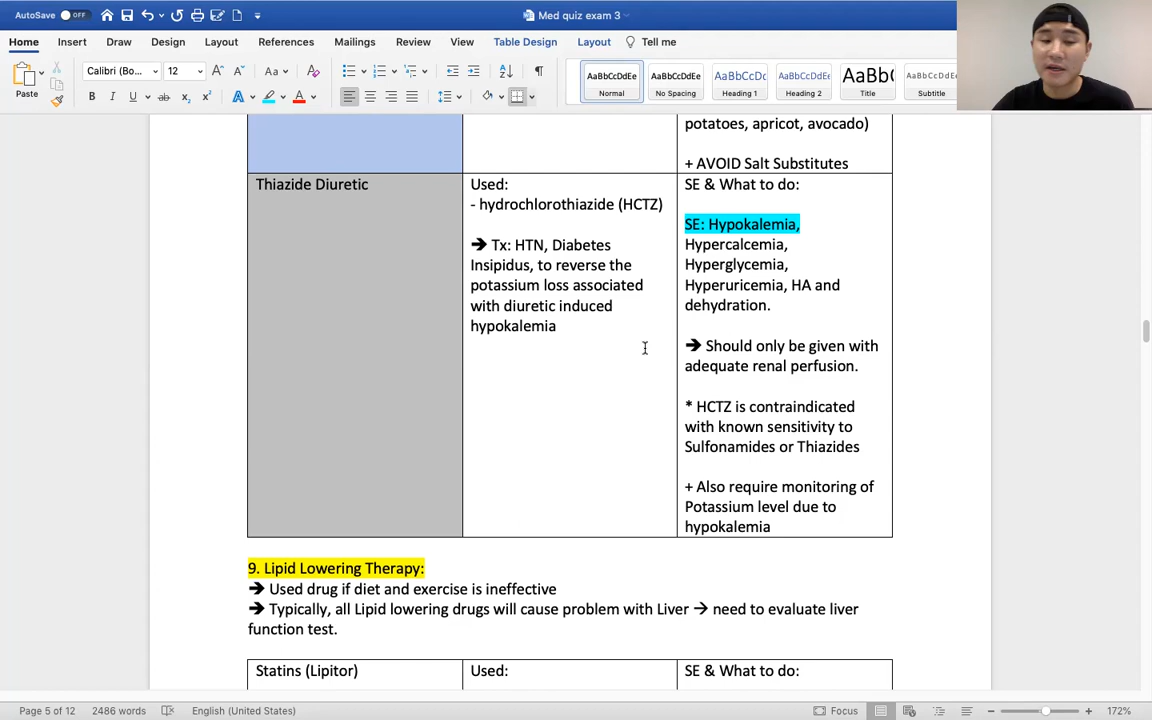 AutoSave OFF
Med quiz exam 3
Home Insert Draw Design Layout References Mailings Review View Table Design Layout Tell me
Paste
Calibri (Bo... 12
AaBbCcDdEe Normal
AaBbCcDdEe No Spacing
AaBbCcDc Heading 1
AaBbCcDdEe Heading 2
AaBbC Title
AaBbCcDdEe Subtitle
potatoes, apricot, avocado)
+ AVOID Salt Substitutes
Thiazide Diuretic
Used:
- hydrochlorothiazide (HCTZ)
➔ Tx: HTN, Diabetes
Insipidus, to reverse the
potassium loss associated
with diuretic induced
hypokalemia
SE & What to do:
SE: Hypokalemia,
Hypercalcemia,
Hyperglycemia,
Hyperuricemia, HA and
dehydration.
➔ Should only be given with
adequate renal perfusion.
* HCTZ is contraindicated
with known sensitivity to
Sulfonamides or Thiazides
+ Also require monitoring of
Potassium level due to
hypokalemia
9. Lipid Lowering Therapy:
➔ Used drug if diet and exercise is ineffective
➔ Typically, all Lipid lowering drugs will cause problem with Liver → need to evaluate liver
function test.
Statins (Lipitor)
Used:
SE & What to do:
Page 5 of 12 2486 words English (United States) Focus 172%